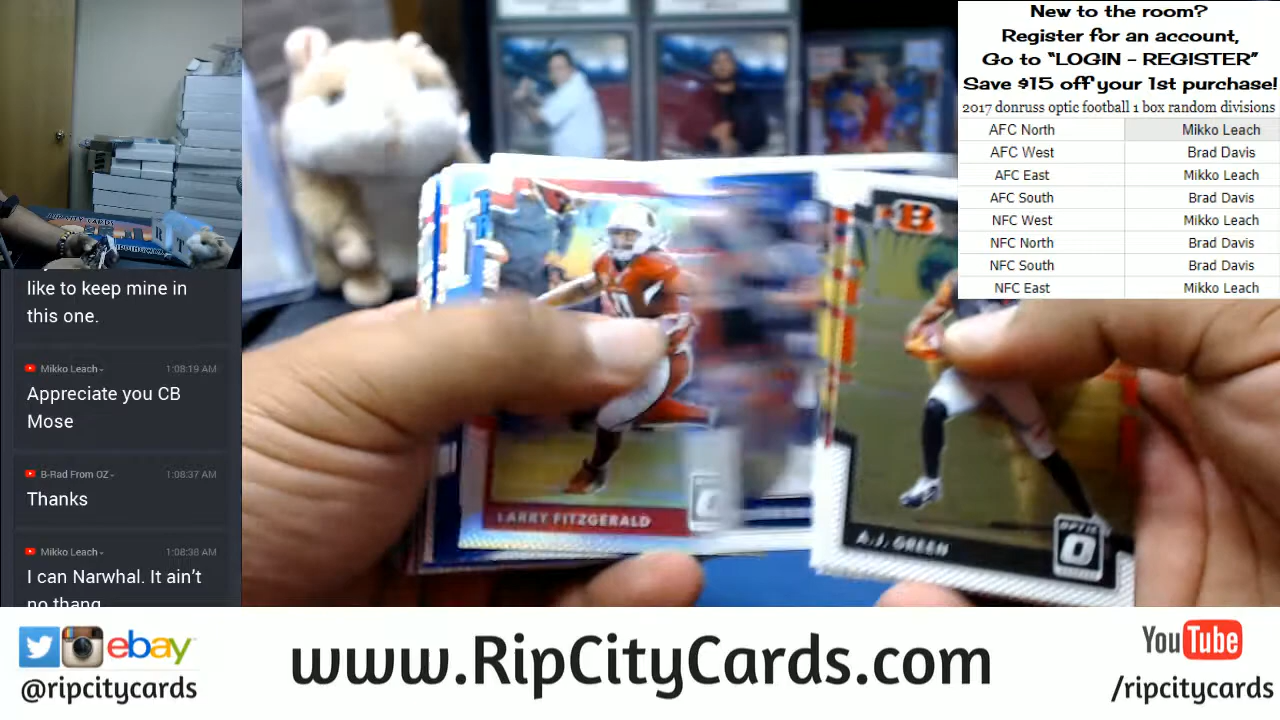 New to the room?
Register for an account,
Go to "LOGIN - REGISTER"
Save $15 off your 1st purchase!
2017 donruss optic football 1 box random divisions
AFC North Mikko Leach
AFC West Brad Davis
AFC East Mikko Leach
AFC South Brad Davis
NFC West Mikko Leach
NFC North Brad Davis
NFC South Brad Davis
NFC East Mikko Leach
like to keep mine in
this one.
Mikko Leach 1:08:19 AM
Appreciate you CB
Mose
B-Rad From OZ 1:08:37 AM
Thanks
Mikko Leach 1:08:38 AM
I can Narwhal. It ain't
no thang
LARRY FITZGERALD
B
A.J. GREEN
OPTIC
ebay
@ripcitycards
www.RipCityCards.com
YouTube
/ripcitycards